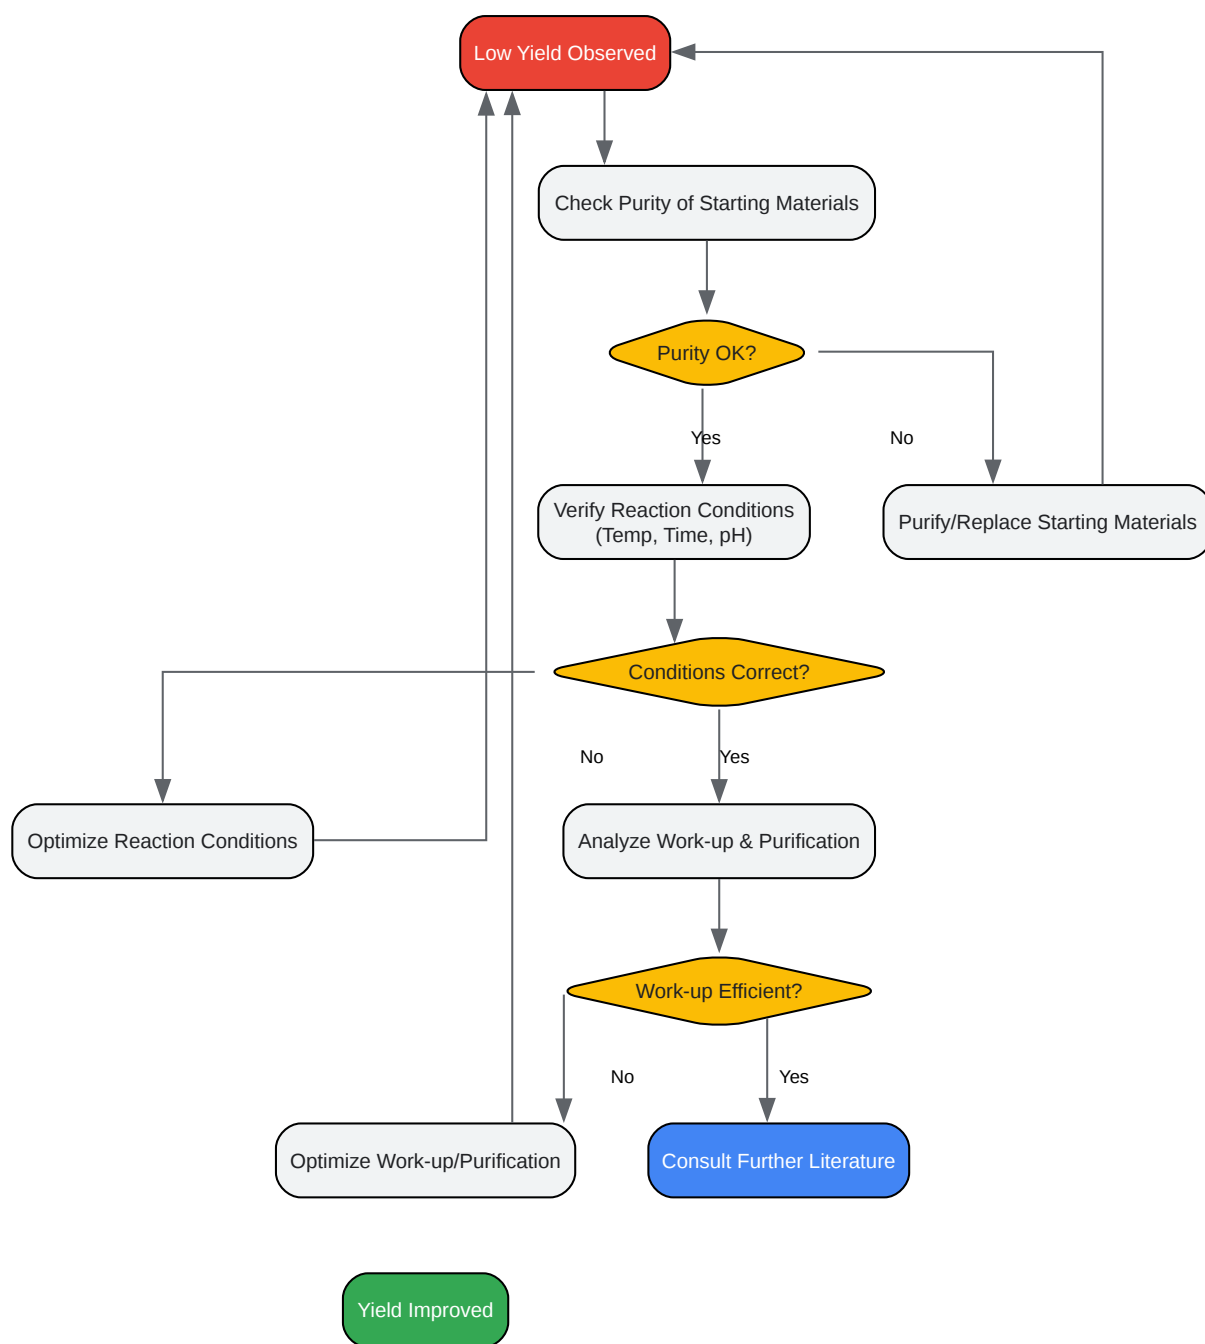 Low Yield Observed
Check Purity of Starting Materials
Purity OK?
Yes
No
Verify Reaction Conditions
(Temp, Time, pH)
Purify/Replace Starting Materials
Conditions Correct?
No
Yes
Optimize Reaction Conditions
Analyze Work-up & Purification
Work-up Efficient?
No
Yes
Optimize Work-up/Purification
Consult Further Literature
Yield Improved